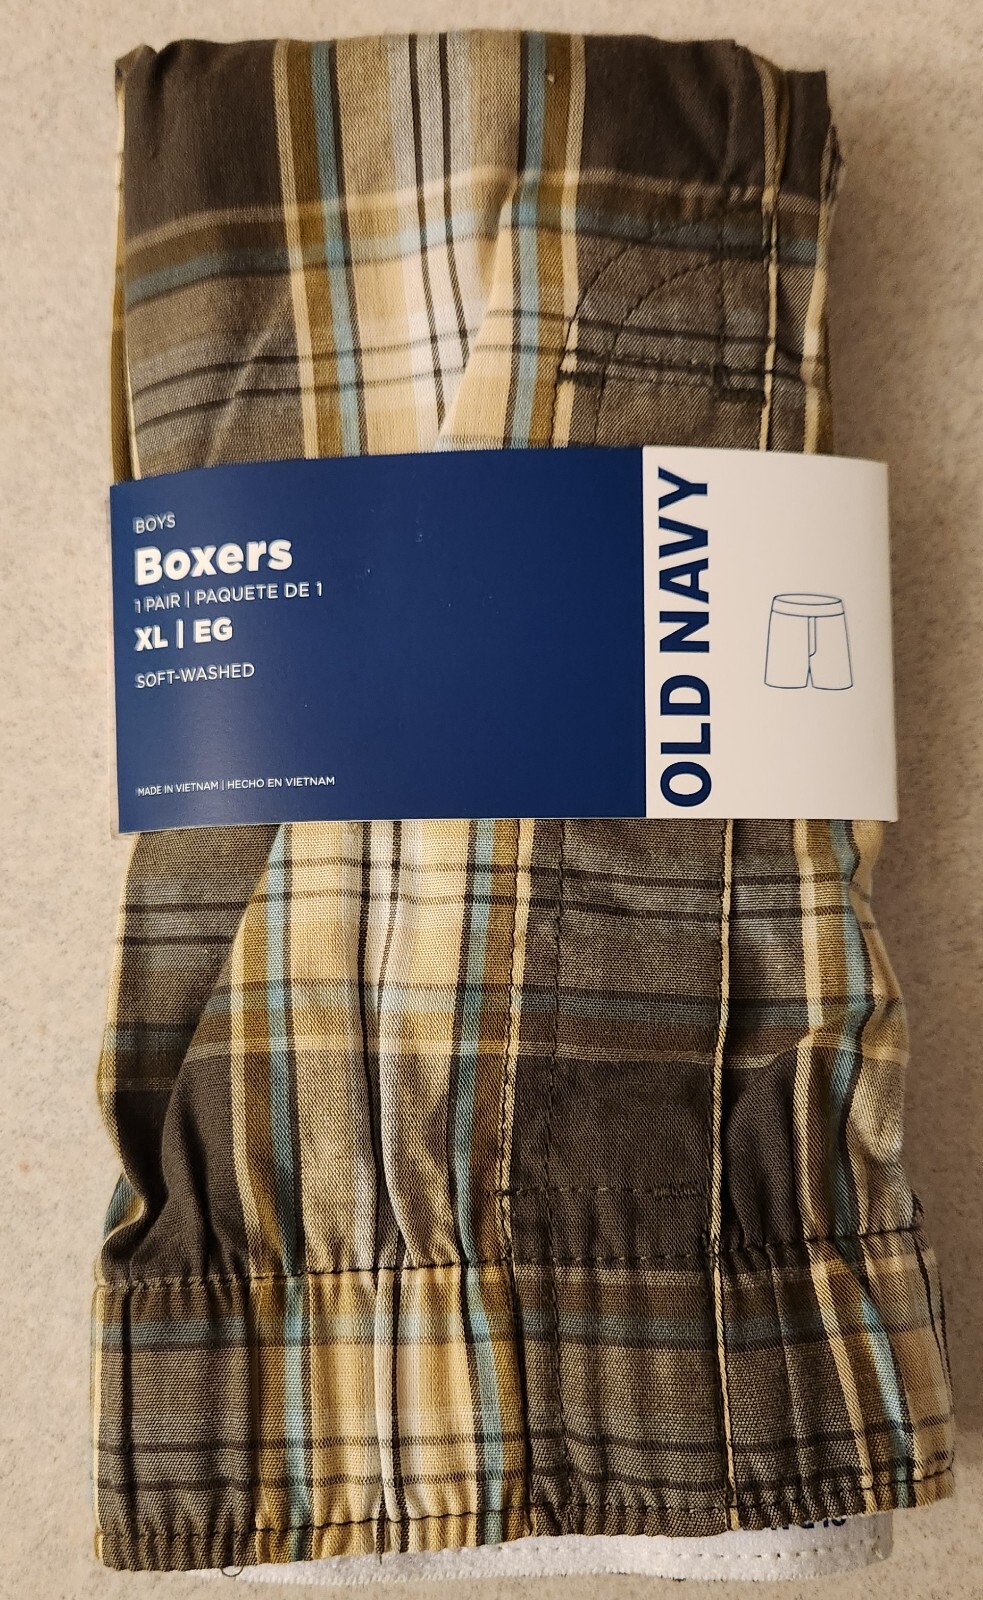 BOYS
Boxers
1 PAIR | PAQUETE DE 1
XL | EG
SOFT-WASHED
MADE IN VIETNAM | HECHO EN VIETNAM
OLD NAVY